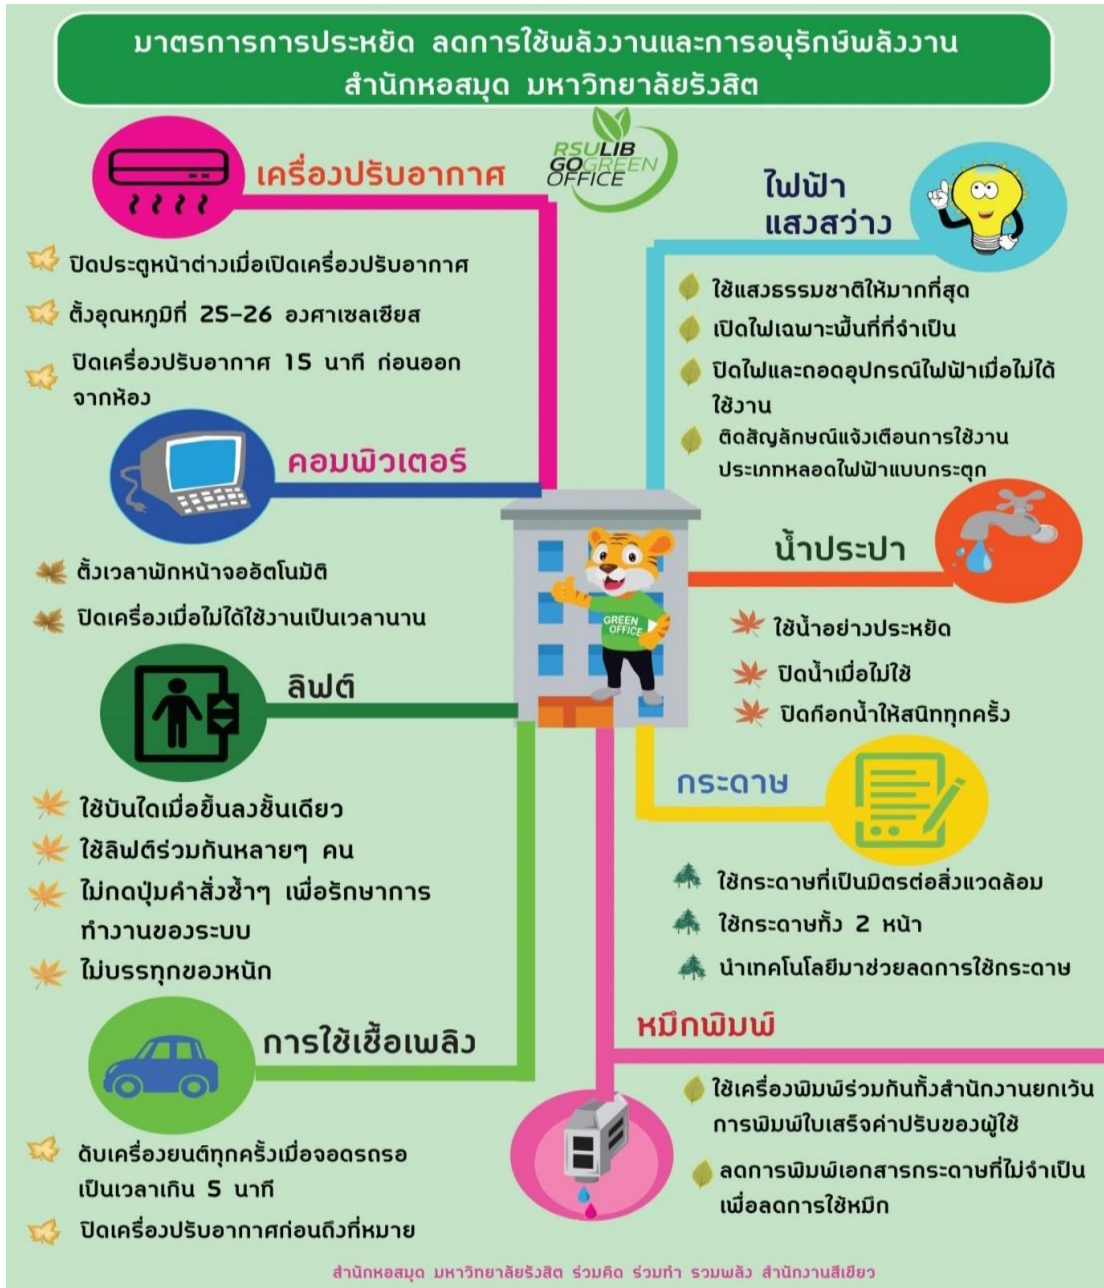 มาตรการการประหยัด ลดการใช้พลังงานและการอนุรักษ์พลังงาน
สำนักหอสมุด มหาวิทยาลัยรังสิต
RSULIB
GOGREEN
OFFICE
เครื่องปรับอากาศ
ปิดประตูหน้าต่างเมื่อเปิดเครื่องปรับอากาศ
ตั้งอุณหภูมิที่ 25-26 องศาเซลเซียส
ปิดเครื่องปรับอากาศ 15 นาที ก่อนออก
จากห้อง
คอมพิวเตอร์
ตั้งเวลาพักหน้าจออัตโนมัติ
ปิดเครื่องเมื่อไม่ได้ใช้งานเป็นเวลานาน
ลิฟต์
ใช้บันไดเมื่อขึ้นลงชั้นเดียว
ใช้ลิฟต์ร่วมกันหลายๆ คน
ไม่กดปุ่มคำสั่งซ้ำๆ เพื่อรักษาการ
ทำงานของระบบ
ไม่บรรทุกของหนัก
การใช้เชื้อเพลิง
ดับเครื่องยนต์ทุกครั้งเมื่อจอดรถรอ
เป็นเวลาเกิน 5 นาที
ปิดเครื่องปรับอากาศก่อนถึงที่หมาย
ไฟฟ้า
แสงสว่าง
ใช้แสงธรรมชาติให้มากที่สุด
เปิดไฟเฉพาะพื้นที่ที่จำเป็น
ปิดไฟและถอดอุปกรณ์ไฟฟ้าเมื่อไม่ได้
ใช้งาน
ติดสัญลักษณ์แจ้งเตือนการใช้งาน
ประเภทหลอดไฟฟ้าแบบกระตุก
น้ำประปา
ใช้น้ำอย่างประหยัด
ปิดน้ำเมื่อไม่ใช้
ปิดก๊อกน้ำให้สนิททุกครั้ง
GREEN
OFFICE
กระดาษ
ใช้กระดาษที่เป็นมิตรต่อสิ่งแวดล้อม
ใช้กระดาษทั้ง 2 หน้า
นำเทคโนโลยีมาช่วยลดการใช้กระดาษ
หมึกพิมพ์
ใช้เครื่องพิมพ์ร่วมกันทั้งสำนักงานยกเว้น
การพิมพ์ใบเสร็จค่าปรับของผู้ใช้
ลดการพิมพ์เอกสารกระดาษที่ไม่จำเป็น
เพื่อลดการใช้หมึก
สำนักหอสมุด มหาวิทยาลัยรังสิต ร่วมคิด ร่วมทำ รวมพลัง สำนักงานสีเขียว